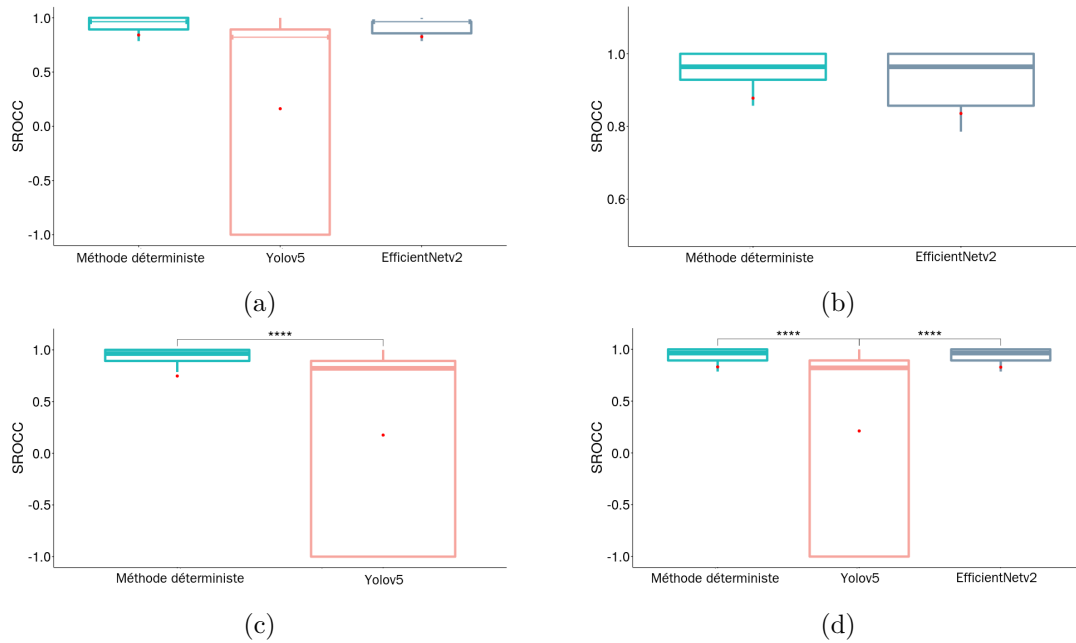 1.0
0.5
0.0
-0.5
-1.0
SROCC
Méthode déterministe Yolov5 EfficientNetv2
(a)
1.0
0.8
0.6
SROCC
Méthode déterministe EfficientNetv2
(b)
****
1.0
0.5
0.0
-0.5
-1.0
SROCC
Méthode déterministe Yolov5
(c)
**** ****
1.0
0.5
0.0
-0.5
-1.0
SROCC
Méthode déterministe Yolov5 EfficientNetv2
(d)